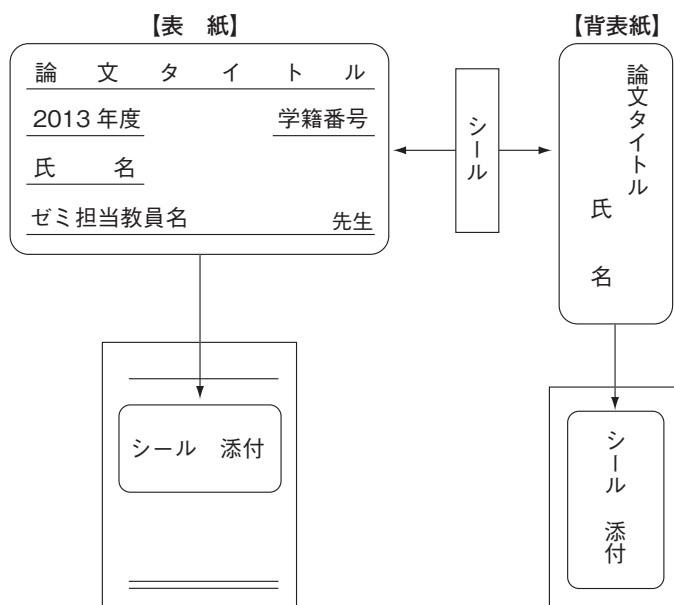 【表　紙】
論　文　タ　イ　ト　ル
2013 年度　学籍番号
氏　名
ゼミ担当教員名　先生
シール
【背表紙】
論文タイトル
氏　名
シール　添付
シール　添付